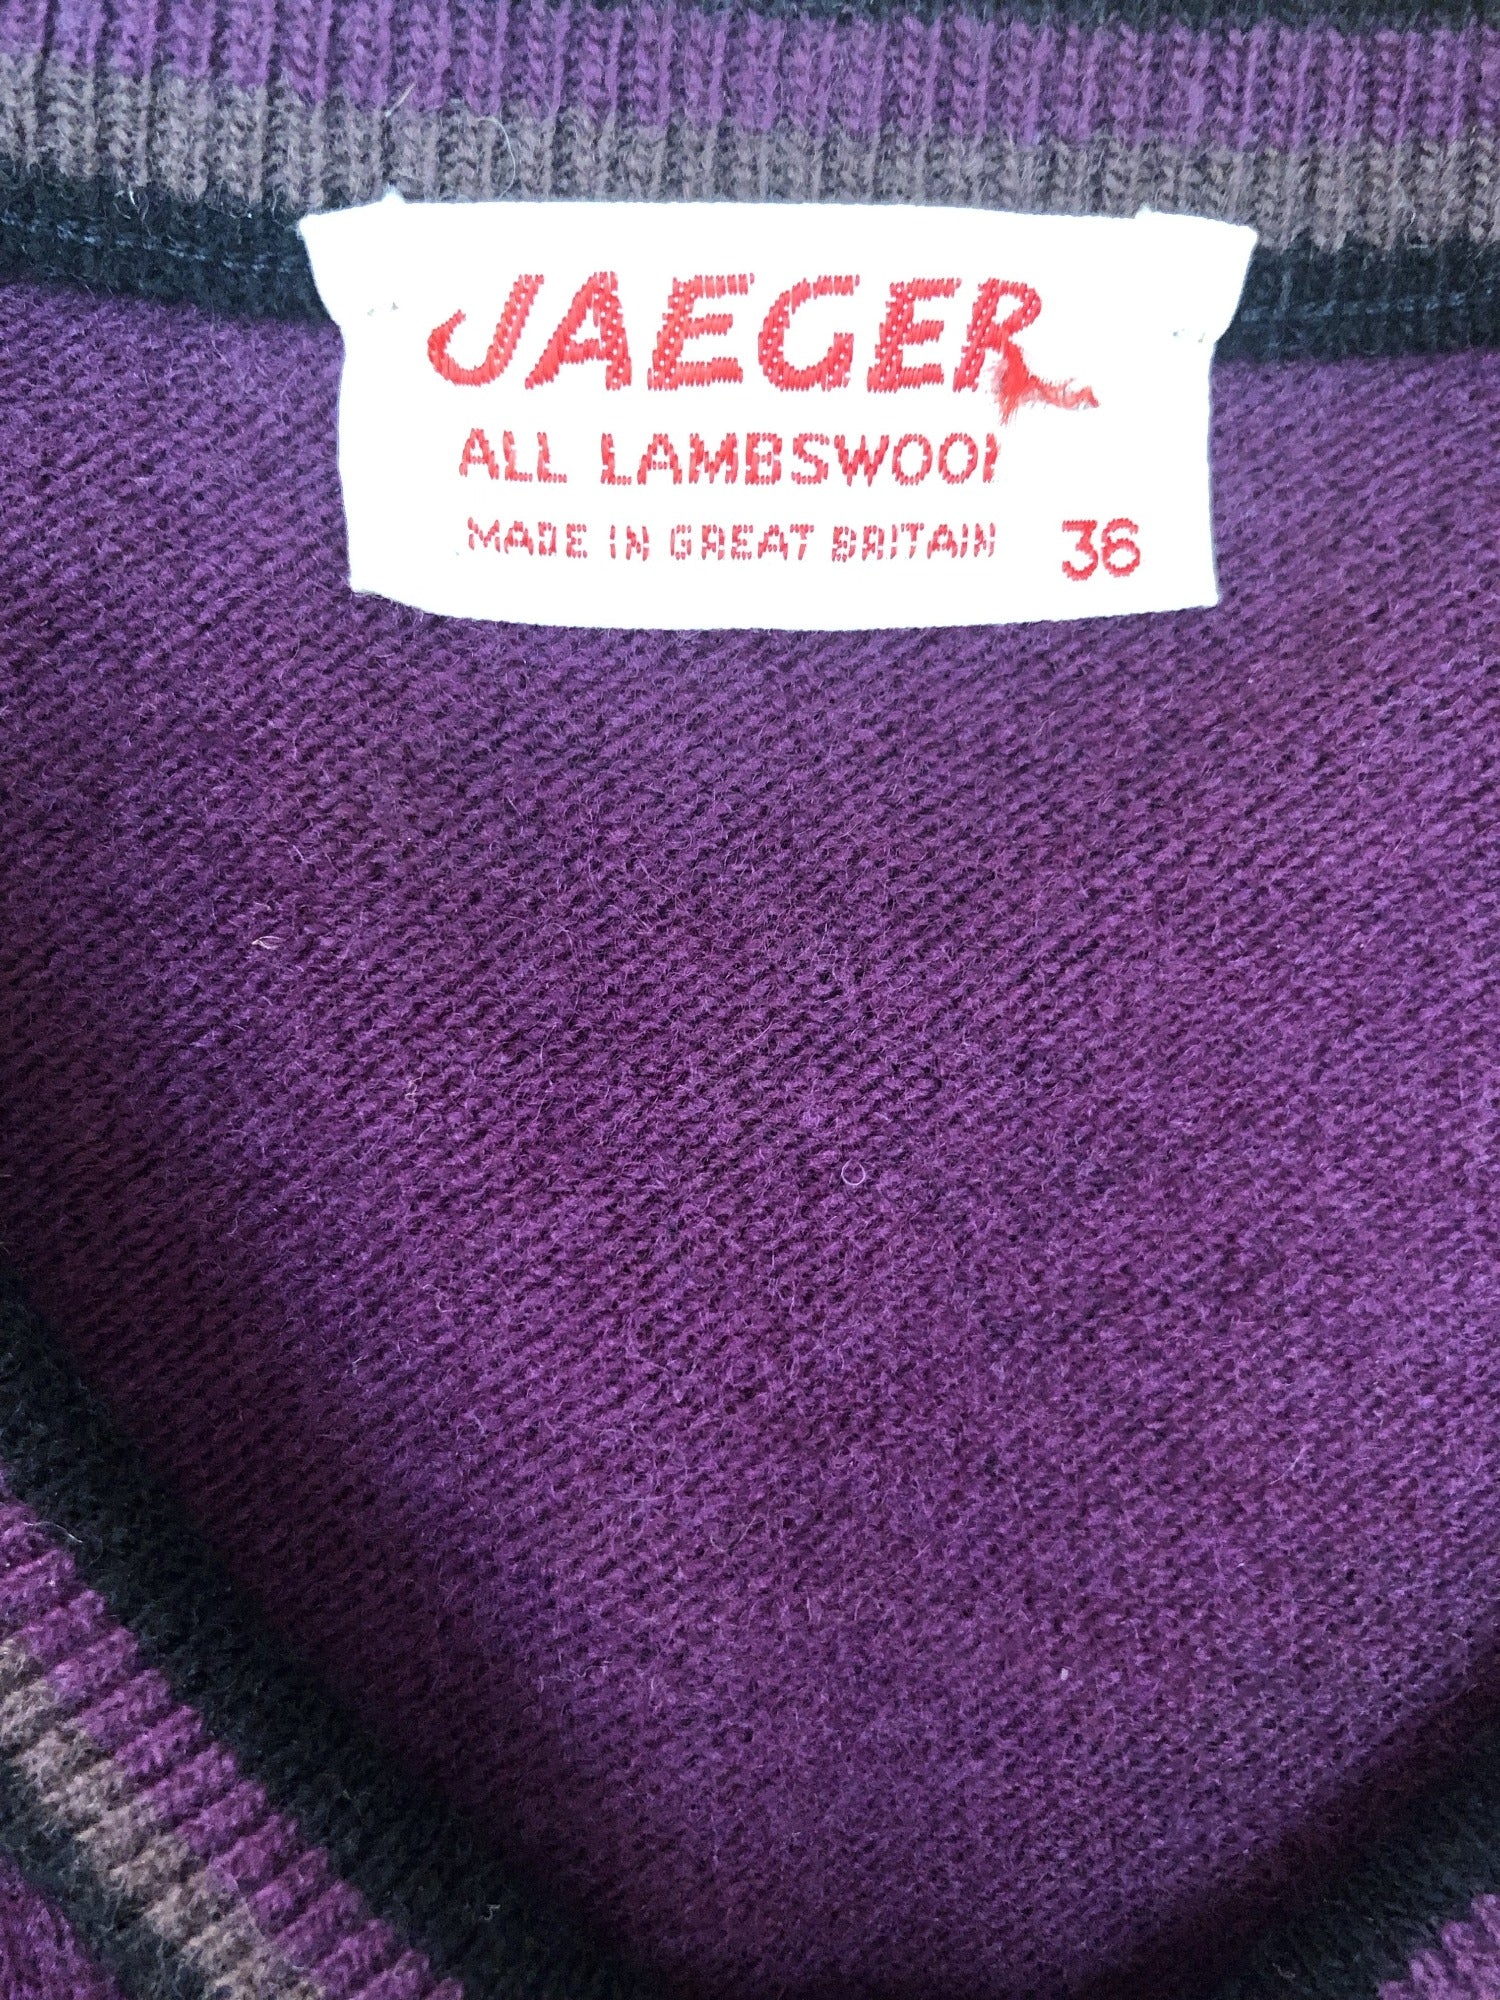 JAEGER
ALL LAMBSWOOL
MADE IN GREAT BRITAIN 36